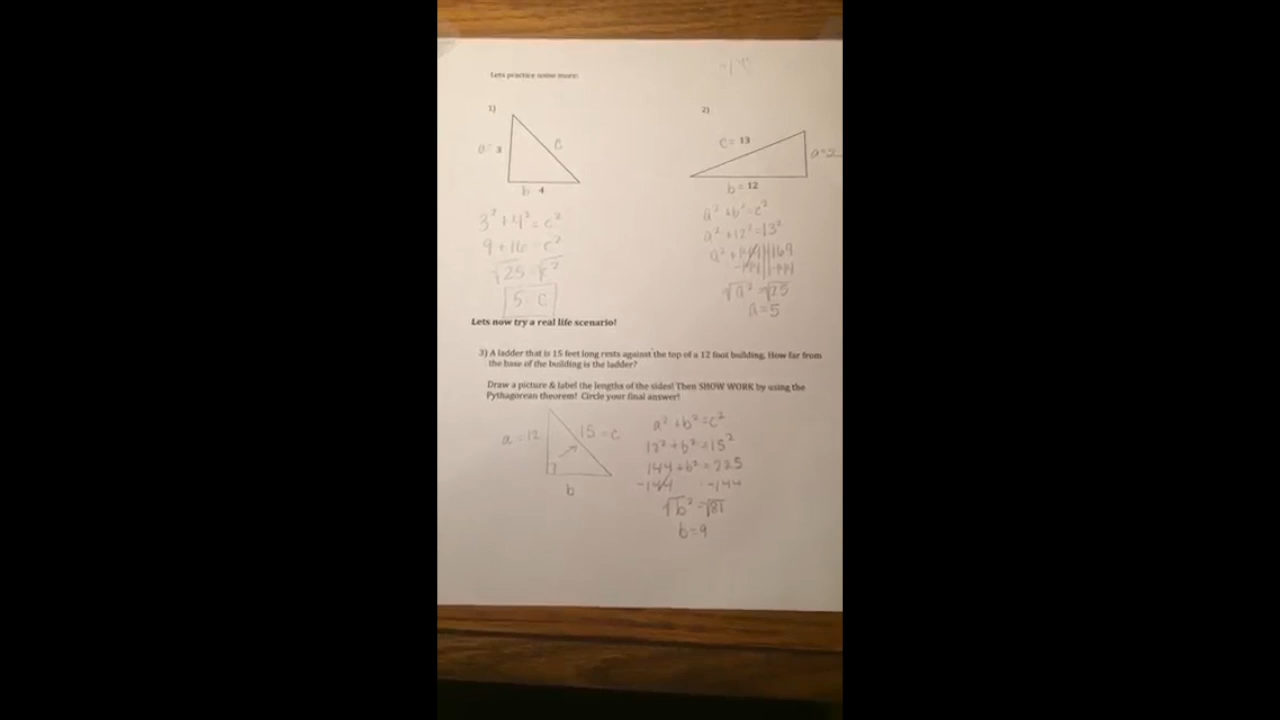 Lets practice some more:
1)
a = 3
c
b 4
3² + 4² = c²
9 + 16 = c²
√25 = √c²
5 = c
2)
c = 13
b = 12
a² + b² = c²
a² + 12² = 13²
a² + 144 169
-144 -144
√a² = √25
a = 5
Lets now try a real life scenario!
3) A ladder that is 15 feet long rests against the top of a 12 foot building. How far from
the base of the building is the ladder?
Draw a picture & label the lengths of the sides! Then SHOW WORK by using the
Pythagorean theorem! Circle your final answer!
a = 12
15 = c
b
a² + b² = c²
12² + b² = 15²
144 + b² = 225
-144 -144
√b² = √81
b = 9